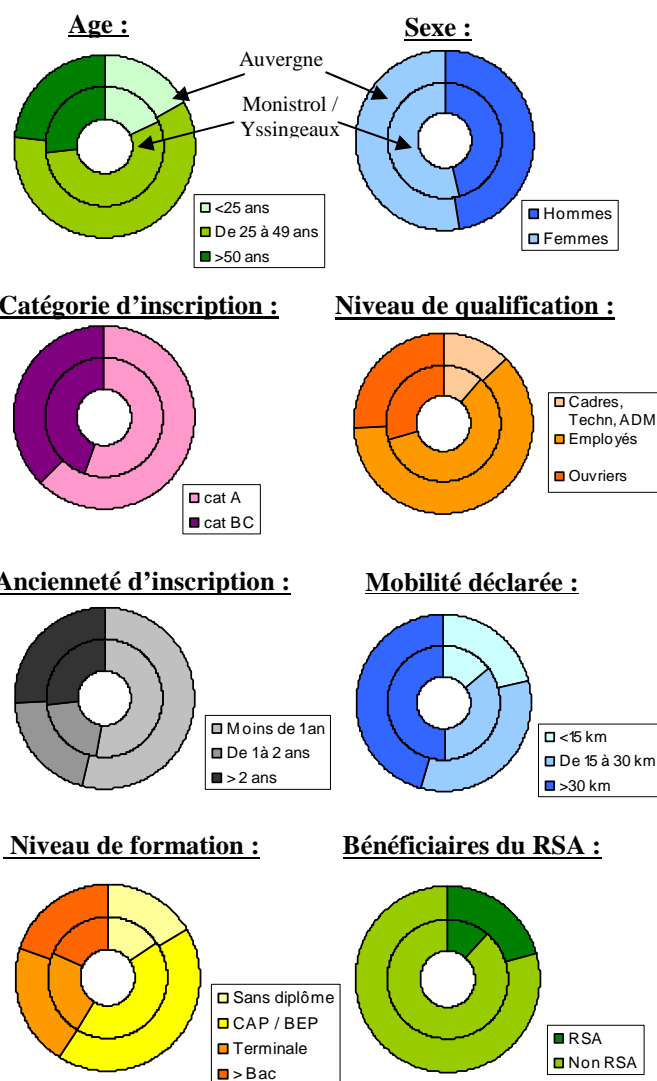 Age :
Sexe :
Auvergne
Monistrol /
Yssingeaux
<25 ans
De 25 à 49 ans
>50 ans
Hommes
Femmes
Catégorie d’inscription :
Niveau de qualification :
cat A
cat BC
Cadres,
Techn, ADM
Employés
Ouvriers
Ancienneté d’inscription :
Mobilité déclarée :
Moins de 1an
De 1à 2 ans
> 2 ans
<15 km
De 15 à 30 km
>30 km
Niveau de formation :
Bénéficiaires du RSA :
Sans diplôme
CAP / BEP
Terminale
> Bac
RSA
Non RSA